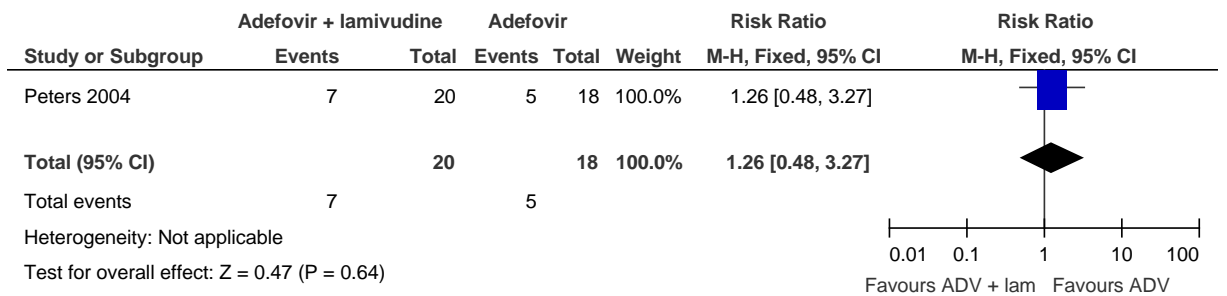 Adefovir + lamivudine Adefovir Risk Ratio Risk Ratio
Study or Subgroup Events Total Events Total Weight M-H, Fixed, 95% CI M-H, Fixed, 95% CI
Peters 2004 7 20 5 18 100.0% 1.26 [0.48, 3.27]
Total (95% CI) 20 18 100.0% 1.26 [0.48, 3.27]
Total events 7 5
Heterogeneity: Not applicable
Test for overall effect: Z = 0.47 (P = 0.64)
0.01 0.1 1 10 100
Favours ADV + lam Favours ADV